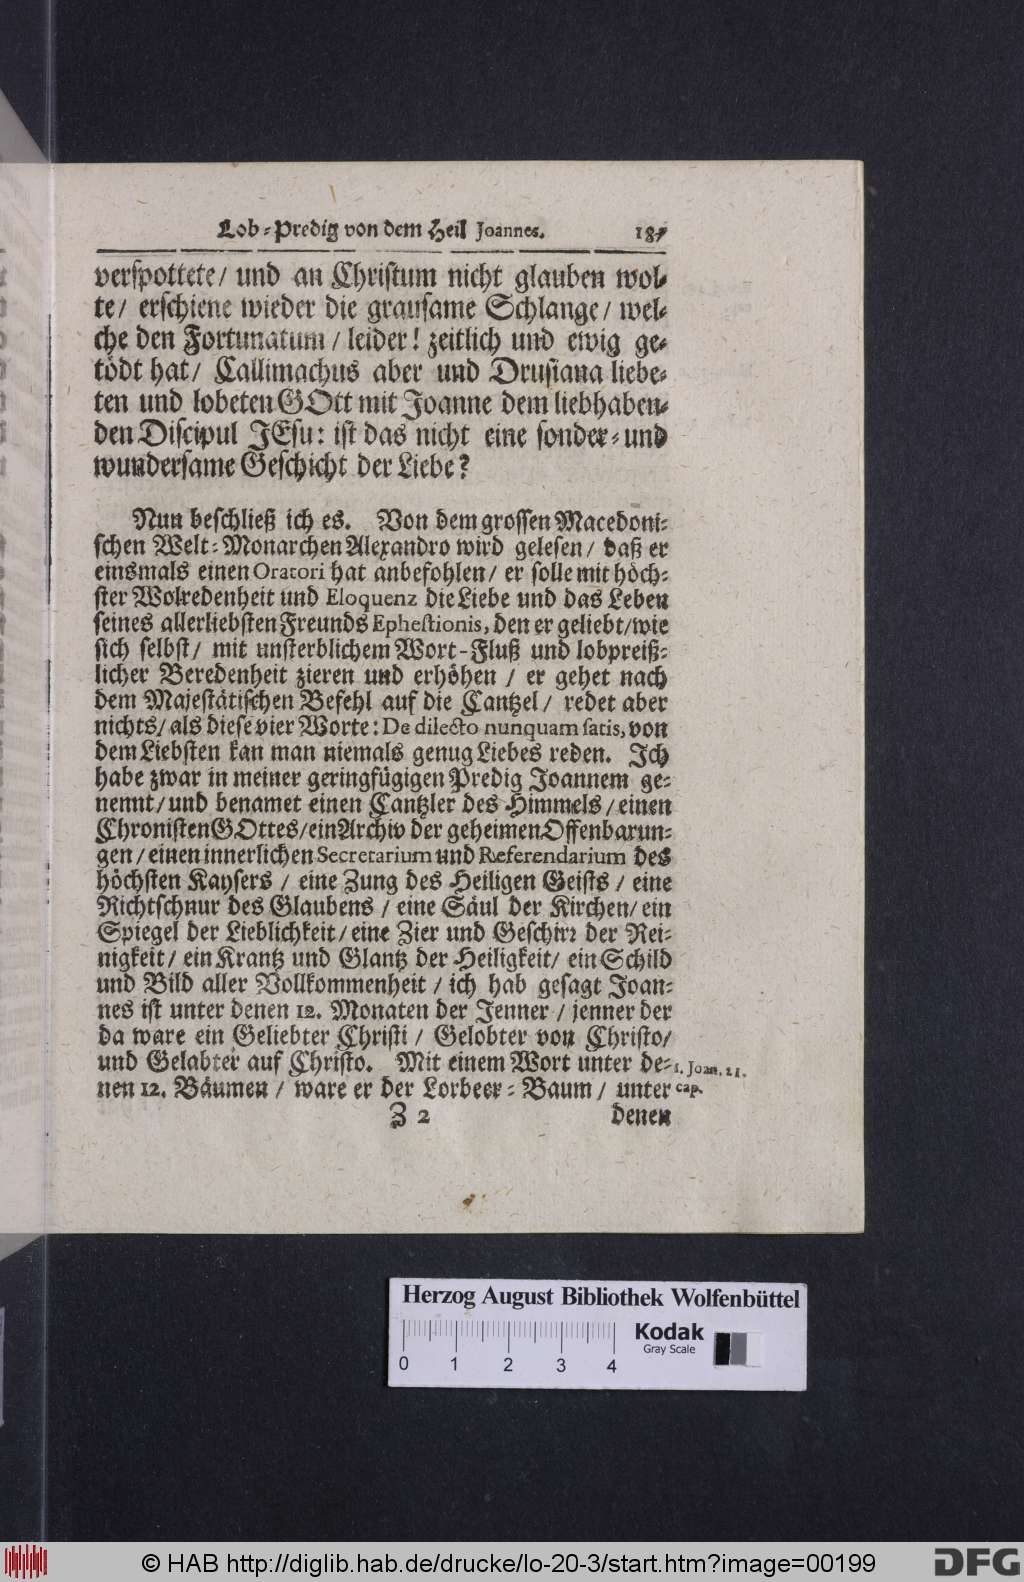 Lob-Predig von dem Heil Joannes. 187
verspottete/ und an Christum nicht glauben wol-
te/ erschiene wieder die grausame Schlange/ wel-
che den Fortunatum/ leider! zeitlich und ewig ge-
tödt hat/ Callimachus aber und Drusiana liebe-
ten und lobeten GOtt mit Joanne dem liebhaben-
den Discipul JEsu: ist das nicht eine sonder- und
wundersame Geschicht der Liebe?
Nun beschließ ich es. Von dem grossen Macedoni-
schen Welt-Monarchen Alexandro wird gelesen/ daß er
einsmals einen Oratori hat anbefohlen/ er solle mit höch-
ster Wolredenheit und Eloquenz die Liebe und das Leben
seines allerliebsten Freunds Ephestionis, den er geliebt/wie
sich selbst/ mit unsterblichem Wort-Fluß und lobpreiß-
licher Beredenheit zieren und erhöhen / er gehet nach
dem Majestätischen Befehl auf die Cantzel/ redet aber
nichts/ als diese vier Worte: De dilecto nunquam satis, von
dem Liebsten kan man niemals genug Liebes reden. Ich
habe zwar in meiner geringfügigen Predig Joannem ge-
nennt/ und benamet einen Cantzler des Himmels/ einen
Chronisten GOttes/ein Archiv der geheimen Offenbarun-
gen/ einen innerlichen Secretarium und Referendarium des
höchsten Kaysers / eine Zung des Heiligen Geists / eine
Richtschnur des Glaubens / eine Säul der Kirchen/ ein
Spiegel der Lieblichkeit/ eine Zier und Geschirr der Rei-
nigkeit/ ein Krantz und Glantz der Heiligkeit/ ein Schild
und Bild aller Vollkommenheit / ich hab gesagt Joan-
nes ist unter denen 12. Monaten der Jenner / jenner der
da ware ein Geliebter Christi / Gelobter von Christo/
und Gelabter auf Christo. Mit einem Wort unter de-
nen 12. Bäumen / ware er der Lorbeer-Baum/ unter
1. Joan. 21.
cap.
Z 2 denen
Herzog August Bibliothek Wolfenbüttel
Kodak
Gray Scale
0 1 2 3 4
© HAB http://diglib.hab.de/drucke/lo-20-3/start.htm?image=00199
DFG